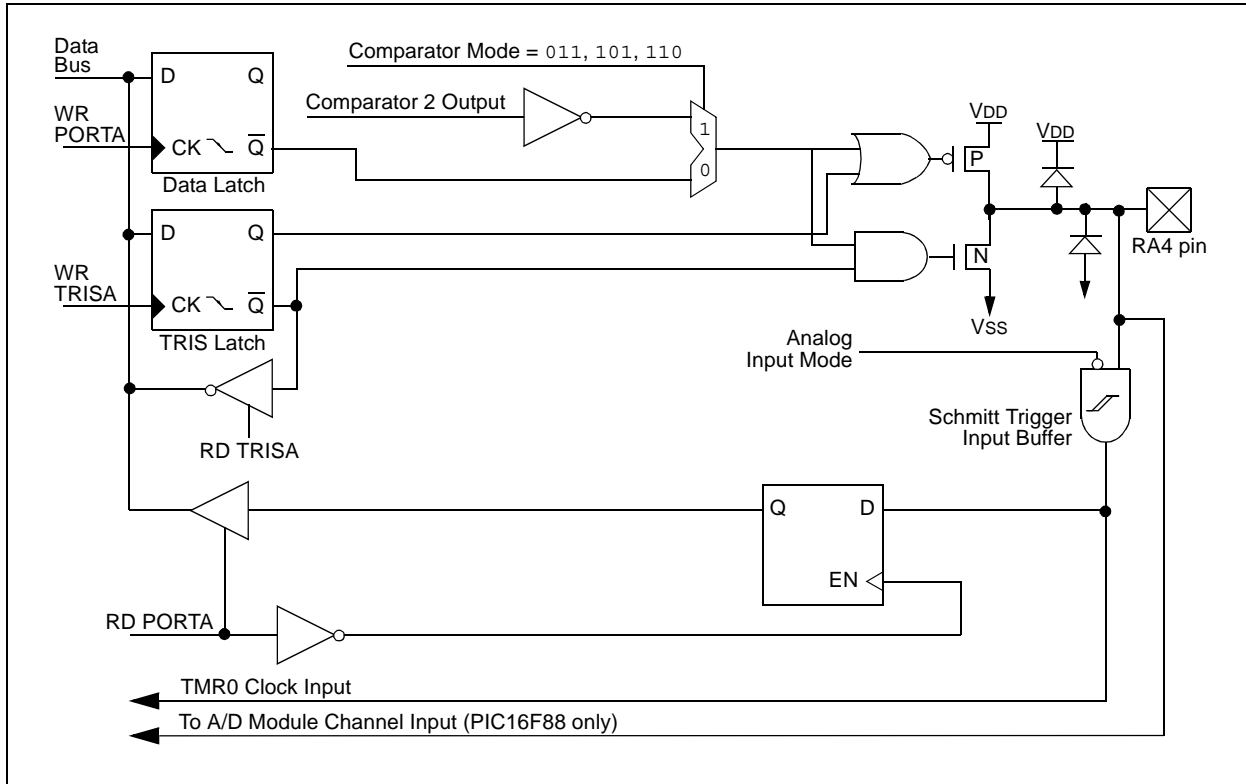 Data
Bus
D
Q
WR
PORTA
CK
Q
Data Latch
Comparator Mode = 011, 101, 110
Comparator 2 Output
1
0
VDD
P
VDD
N
VSS
RA4 pin
D
Q
WR
TRISA
CK
Q
TRIS Latch
RD TRISA
Analog
Input Mode
Schmitt Trigger
Input Buffer
Q
D
EN
RD PORTA
TMR0 Clock Input
To A/D Module Channel Input (PIC16F88 only)